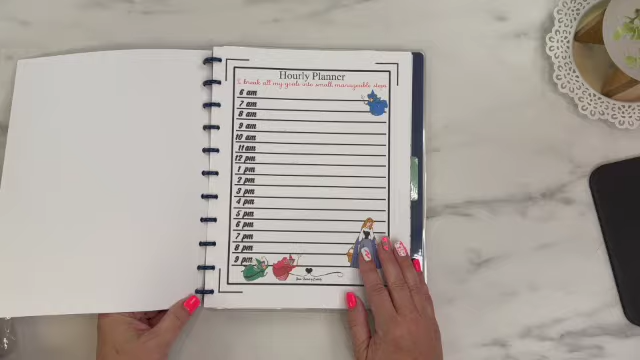 Hourly Planner
I break all my goals into small manageable steps
6 am
7 am
8 am
9 am
10 am
11 am
12 pm
1 pm
2 pm
3 pm
4 pm
5 pm
6 pm
7 pm
8 pm
9 pm